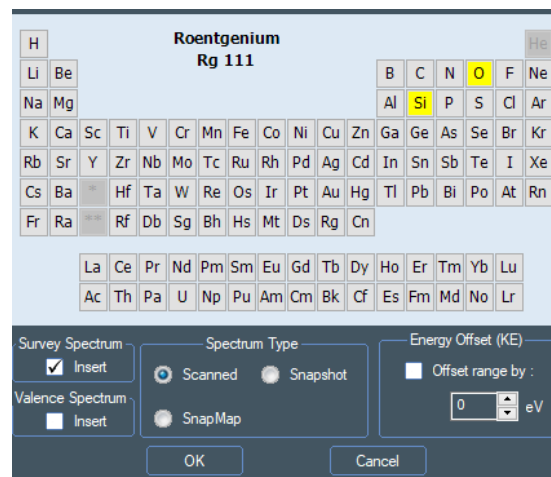 Roentgenium
Rg 111
H He
Li Be B C N O F Ne
Na Mg Al Si P S Cl Ar
K Ca Sc Ti V Cr Mn Fe Co Ni Cu Zn Ga Ge As Se Br Kr
Rb Sr Y Zr Nb Mo Tc Ru Rh Pd Ag Cd In Sn Sb Te I Xe
Cs Ba * Hf Ta W Re Os Ir Pt Au Hg Tl Pb Bi Po At Rn
Fr Ra ** Rf Db Sg Bh Hs Mt Ds Rg Cn
La Ce Pr Nd Pm Sm Eu Gd Tb Dy Ho Er Tm Yb Lu
Ac Th Pa U Np Pu Am Cm Bk Cf Es Fm Md No Lr
Survey Spectrum
Insert
Valence Spectrum
Insert
Spectrum Type
Scanned Snapshot
SnapMap
Energy Offset (KE)
Offset range by :
0 eV
OK Cancel